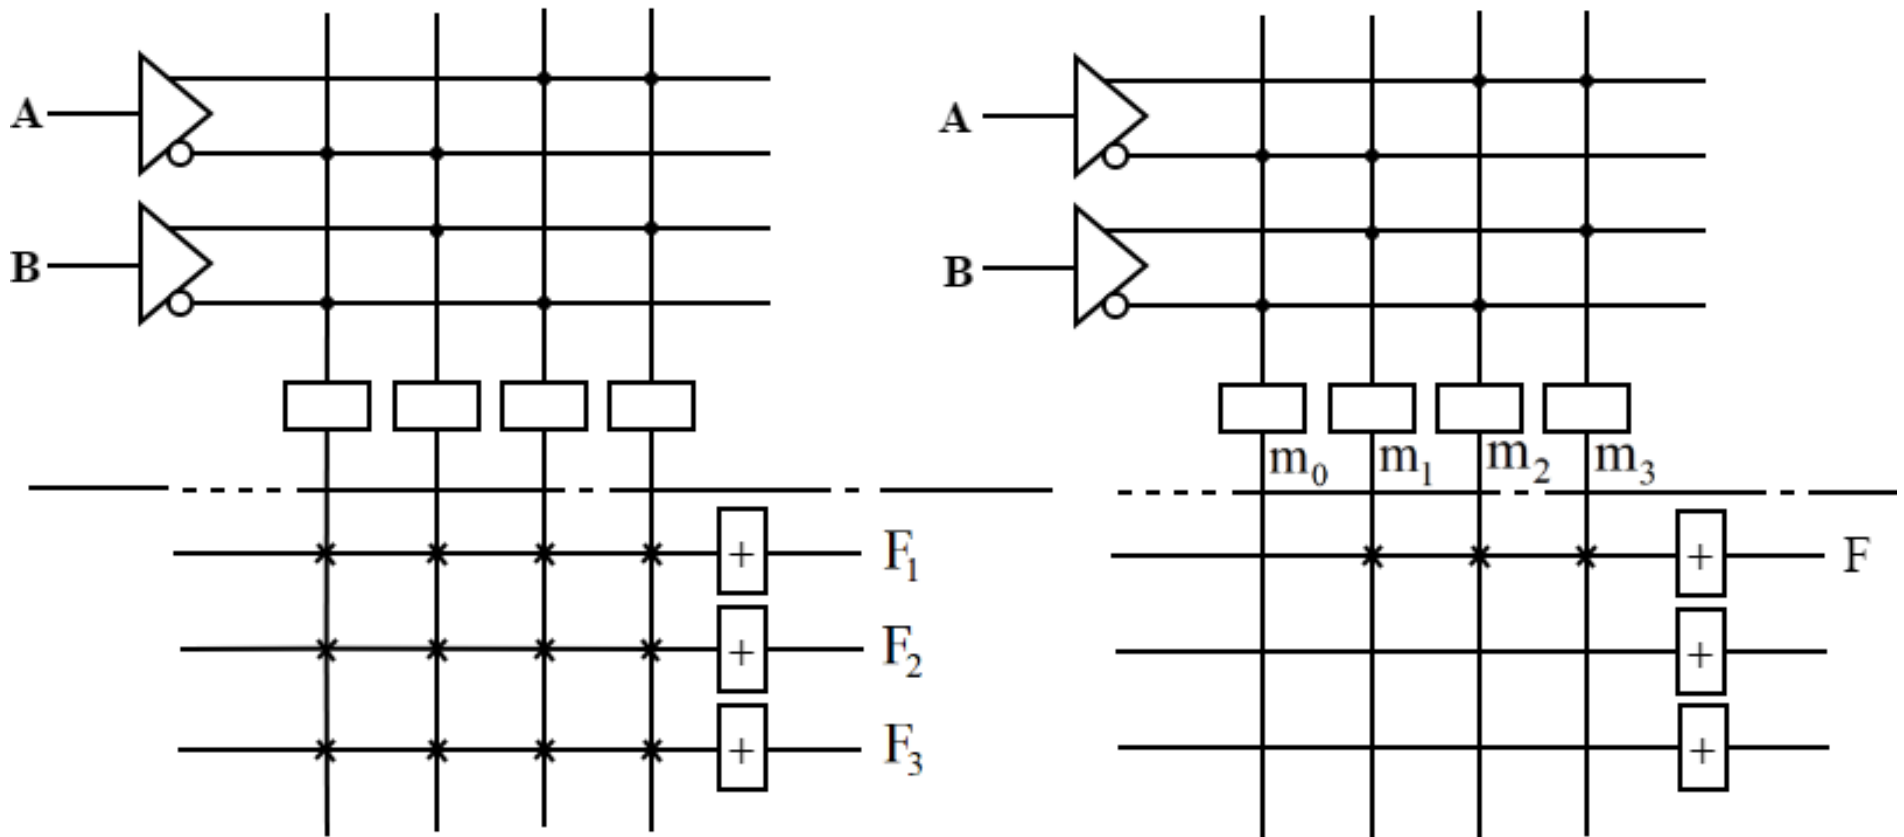 A
B
+ F₁
+ F₂
+ F₃
A
B
m₀ m₁ m₂ m₃
+ F
+
+